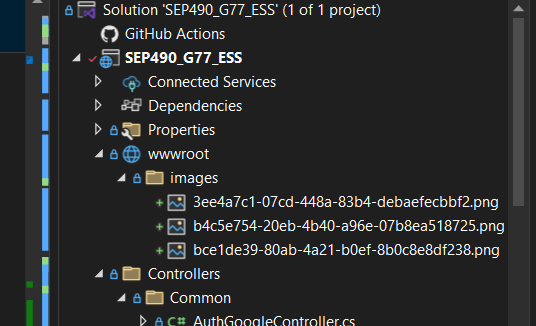 Solution 'SEP490_G77_ESS' (1 of 1 project)
GitHub Actions
SEP490_G77_ESS
Connected Services
Dependencies
Properties
wwwroot
images
3ee4a7c1-07cd-448a-83b4-debaefecbbf2.png
b4c5e754-20eb-4b40-a96e-07b8ea518725.png
bce1de39-80ab-4a21-b0ef-8b0c8e8df238.png
Controllers
Common
C# AuthGoogleController.cs